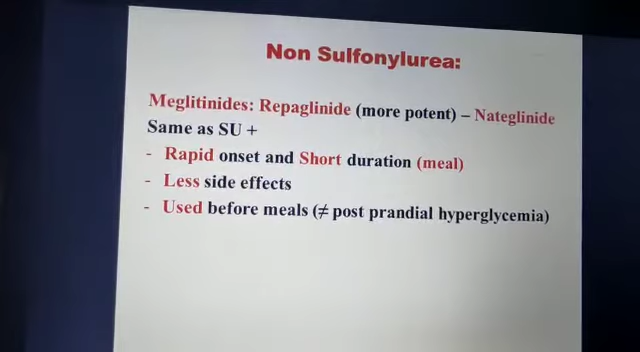 Non Sulfonylurea:
Meglitinides: Repaglinide (more potent) – Nateglinide
Same as SU +
- Rapid onset and Short duration (meal)
- Less side effects
- Used before meals (≠ post prandial hyperglycemia)